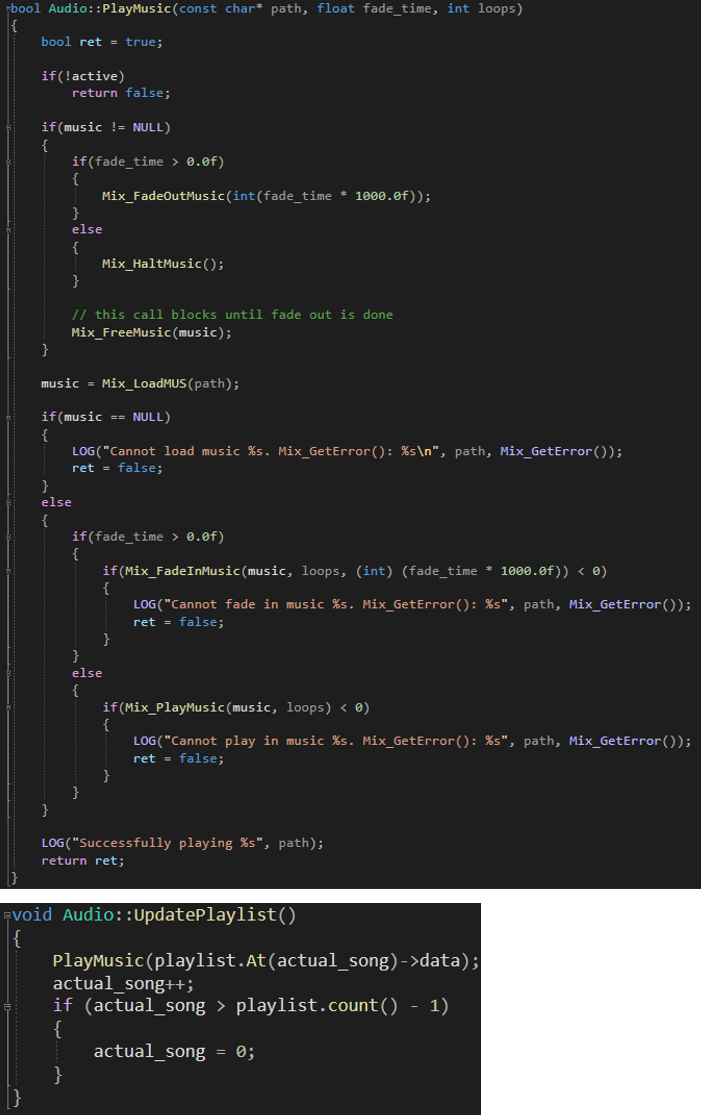 bool Audio::PlayMusic(const char* path, float fade_time, int loops)
{
    bool ret = true;

    if(!active)
        return false;

    if(music != NULL)
    {
        if(fade_time > 0.0f)
        {
            Mix_FadeOutMusic(int(fade_time * 1000.0f));
        }
        else
        {
            Mix_HaltMusic();
        }

        // this call blocks until fade out is done
        Mix_FreeMusic(music);
    }

    music = Mix_LoadMUS(path);

    if(music == NULL)
    {
        LOG("Cannot load music %s. Mix_GetError(): %s\n", path, Mix_GetError());
        ret = false;
    }
    else
    {
        if(fade_time > 0.0f)
        {
            if(Mix_FadeInMusic(music, loops, (int) (fade_time * 1000.0f)) < 0)
            {
                LOG("Cannot fade in music %s. Mix_GetError(): %s", path, Mix_GetError());
                ret = false;
            }
        }
        else
        {
            if(Mix_PlayMusic(music, loops) < 0)
            {
                LOG("Cannot play in music %s. Mix_GetError(): %s", path, Mix_GetError());
                ret = false;
            }
        }
    }

    LOG("Successfully playing %s", path);
    return ret;
}
void Audio::UpdatePlaylist()
{
    PlayMusic(playlist.At(actual_song)->data);
    actual_song++;
    if (actual_song > playlist.count() - 1)
    {
        actual_song = 0;
    }
}